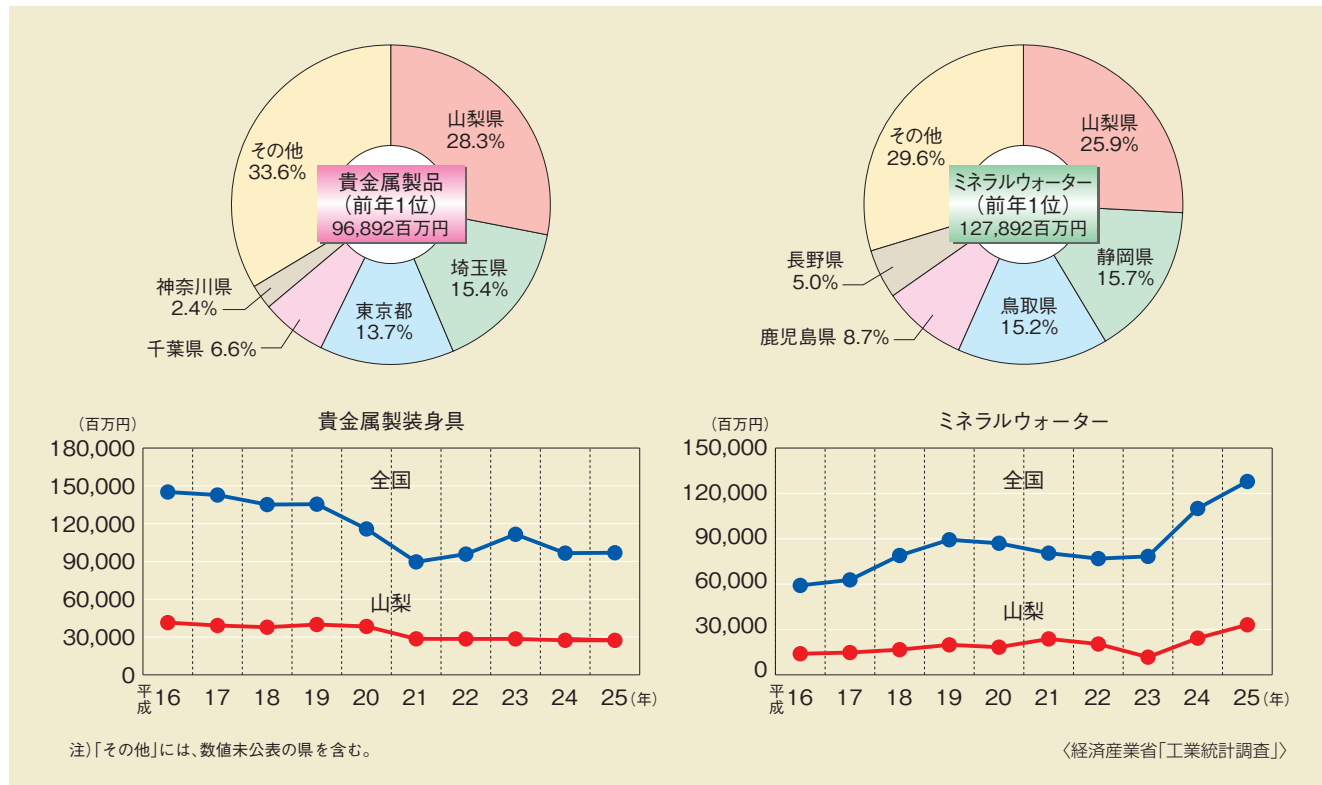 山梨県
28.3%
埼玉県
15.4%
東京都
13.7%
千葉県 6.6%
神奈川県
2.4%
その他
33.6%
貴金属製品
（前年1位）
96,892百万円
山梨県
25.9%
静岡県
15.7%
鳥取県
15.2%
鹿児島県 8.7%
長野県
5.0%
その他
29.6%
ミネラルウォーター
（前年1位）
127,892百万円
貴金属製装身具
（百万円）
180,000
150,000
120,000
90,000
60,000
30,000
0
全国
山梨
平成16 17 18 19 20 21 22 23 24 25（年）
ミネラルウォーター
（百万円）
150,000
120,000
90,000
60,000
30,000
0
全国
山梨
平成16 17 18 19 20 21 22 23 24 25（年）
注）「その他」には、数値未公表の県を含む。
〈経済産業省「工業統計調査」〉